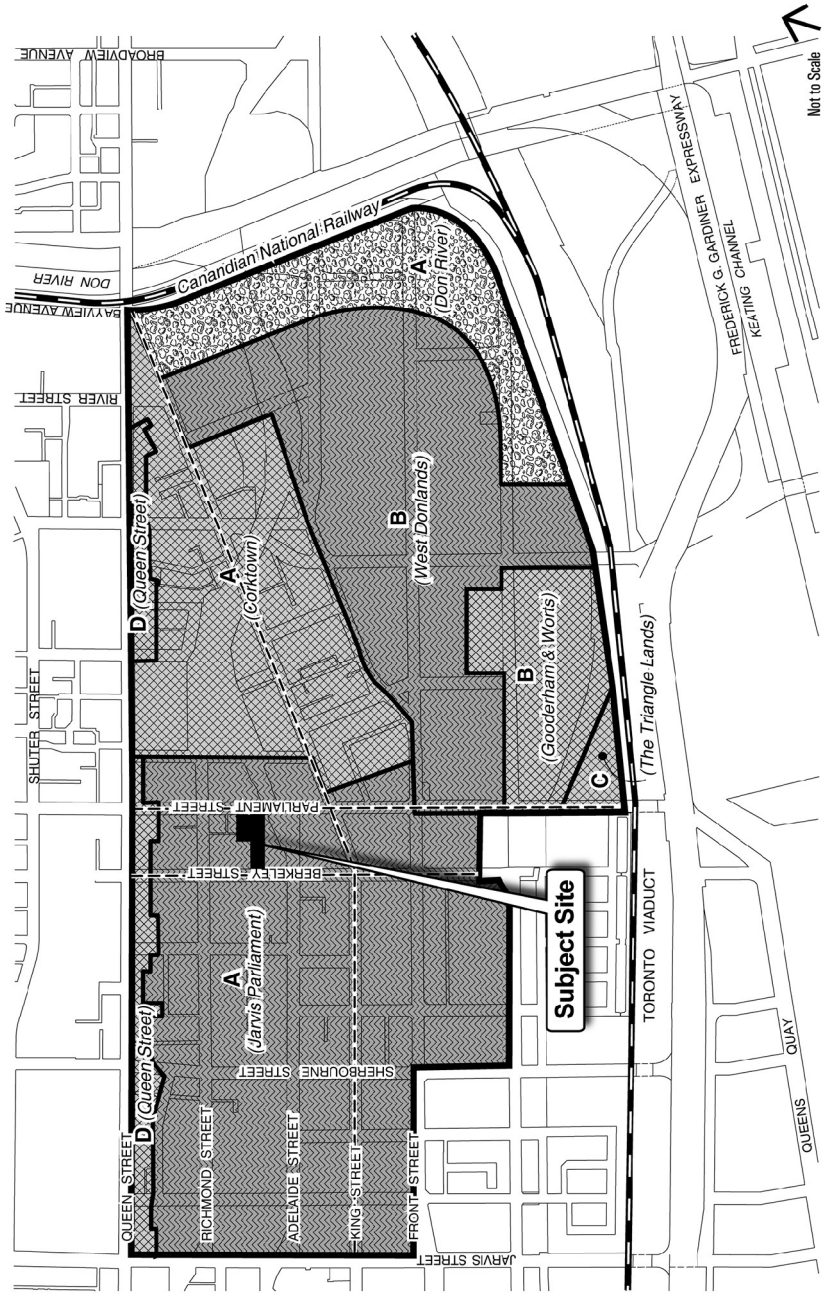 BROADVIEW
AVENUE
DON RIVER
BAYVIEW AVENUE
RIVER STREET
SHUTER STREET
Canandian National Railway
A
(Don River)
FREDERICK G. GARDINER EXPRESSWAY
KEATING CHANNEL
Not to Scale
D (Queen Street)
A
(Corktown)
B
(West Donlands)
B
(Gooderham & Worts)
C
(The Triangle Lands)
PARLIAMENT
STREET
BERKELEY STREET
A
(Jarvis Parliament)
Subject Site
SHERBOURNE
STREET
D (Queen Street)
QUEEN STREET
RICHMOND STREET
ADELAIDE STREET
KING STREET
FRONT STREET
JARVIS STREET
TORONTO VIADUCT
QUEENS
QUAY